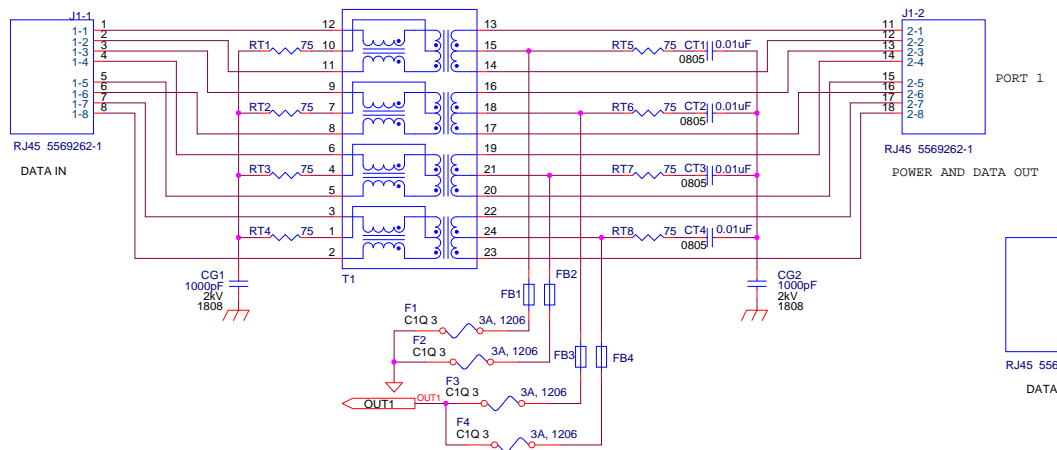 J1-1
1 1-1
2 1-2
3 1-3
4 1-4
5 1-5
6 1-6
7 1-7
8 1-8
RJ45 5569262-1
DATA IN
RT1 75
RT2 75
RT3 75
RT4 75
CG1
1000pF
2kV
1808
12
10
11
9
7
8
6
4
5
3
1
2
T1
13
15
14
16
18
17
19
21
20
22
24
23
RT5 75 CT1 0.01uF
0805
RT6 75 CT2 0.01uF
0805
RT7 75 CT3 0.01uF
0805
RT8 75 CT4 0.01uF
0805
CG2
1000pF
2kV
1808
J1-2
11 2-1
12 2-2
13 2-3
14 2-4
15 2-5
16 2-6
17 2-7
18 2-8
PORT 1
RJ45 5569262-1
POWER AND DATA OUT
FB1
FB2
FB3
FB4
F1
C1Q 3
3A, 1206
F2
C1Q 3
3A, 1206
F3
C1Q 3
3A, 1206
F4
C1Q 3
3A, 1206
OUT1
OUT1
RJ45 556
DATA